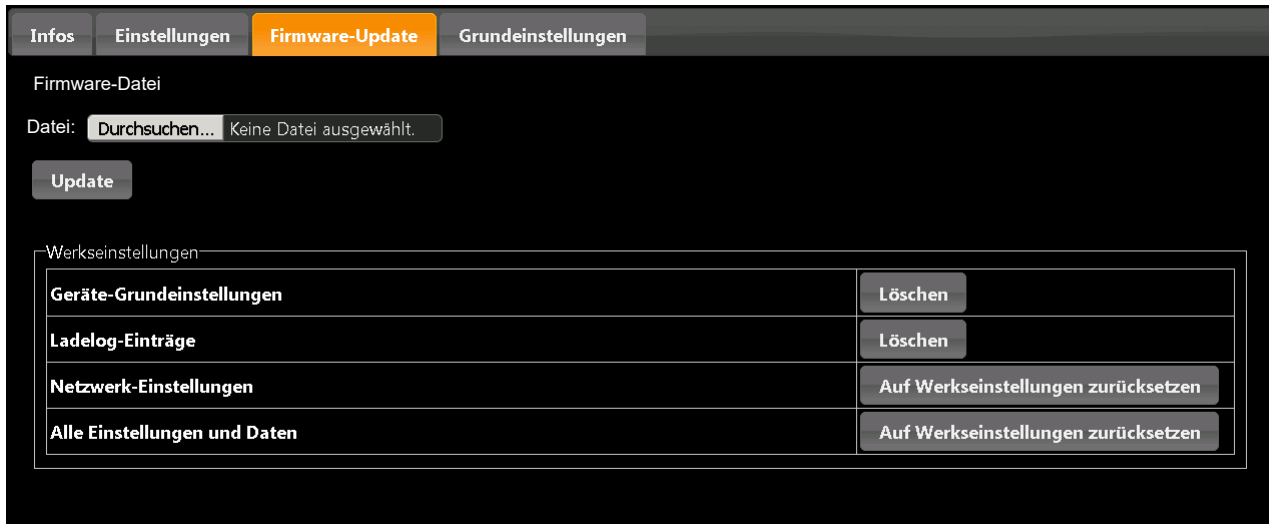 Infos Einstellungen Firmware-Update Grundeinstellungen
Firmware-Datei
Datei: Durchsuchen... Keine Datei ausgewählt.
Update
Werkseinstellungen
Geräte-Grundeinstellungen Löschen
Ladelog-Einträge Löschen
Netzwerk-Einstellungen Auf Werkseinstellungen zurücksetzen
Alle Einstellungen und Daten Auf Werkseinstellungen zurücksetzen